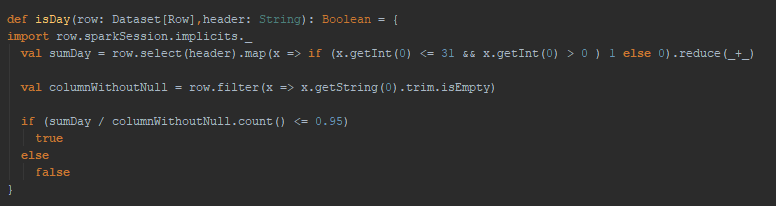 def isDay(row: Dataset[Row],header: String): Boolean = {
import row.sparkSession.implicits._
  val sumDay = row.select(header).map(x => if (x.getInt(0) <= 31 && x.getInt(0) > 0 ) 1 else 0).reduce(_+_)
  val columnWithoutNull = row.filter(x => x.getString(0).trim.isEmpty)
  if (sumDay / columnWithoutNull.count() <= 0.95)
    true
  else
    false
}